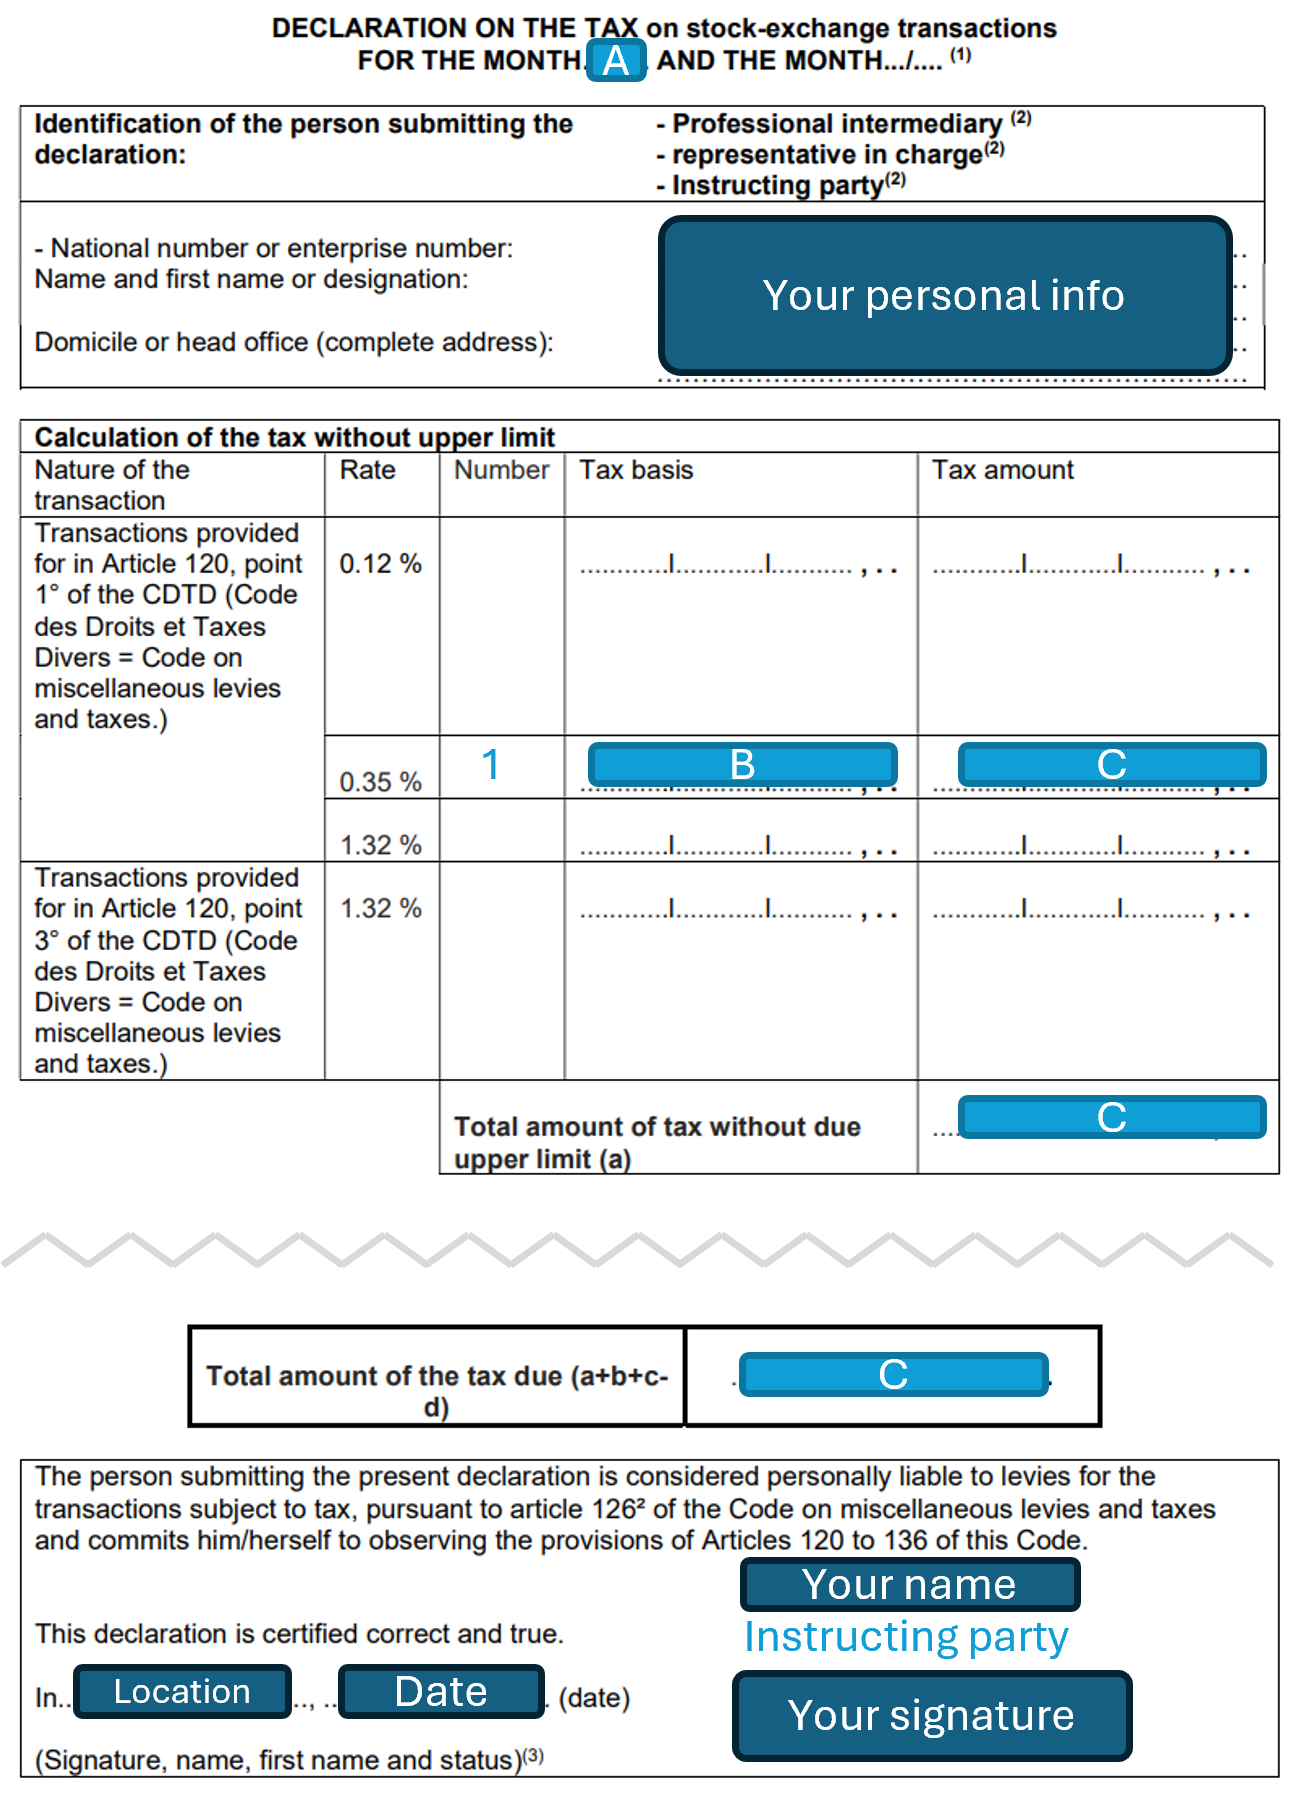 DECLARATION ON THE TAX on stock-exchange transactions
FOR THE MONTH. A . AND THE MONTH.../.... (1)
Identification of the person submitting the declaration:
- Professional intermediary (2)
- representative in charge(2)
- Instructing party(2)
- National number or enterprise number:
Name and first name or designation:
Domicile or head office (complete address):
Your personal info
Calculation of the tax without upper limit
Nature of the transaction
Rate
Number
Tax basis
Tax amount
Transactions provided
for in Article 120, point
1° of the CDTD (Code
des Droits et Taxes
Divers = Code on
miscellaneous levies
and taxes.)
0.12 %
............I............I........... , . .
............I............I........... , . .
0.35 %
1
B
C
1.32 %
............I............I........... , . .
............I............I........... , . .
Transactions provided
for in Article 120, point
3° of the CDTD (Code
des Droits et Taxes
Divers = Code on
miscellaneous levies
and taxes.)
1.32 %
............I............I........... , . .
............I............I........... , . .
Total amount of tax without due
upper limit (a)
C
Total amount of the tax due (a+b+c-
d)
C
The person submitting the present declaration is considered personally liable to levies for the
transactions subject to tax, pursuant to article 126² of the Code on miscellaneous levies and taxes
and commits him/herself to observing the provisions of Articles 120 to 136 of this Code.
Your name
This declaration is certified correct and true.
Instructing party
In.. Location .., .. Date . (date)
Your signature
(Signature, name, first name and status)(3)